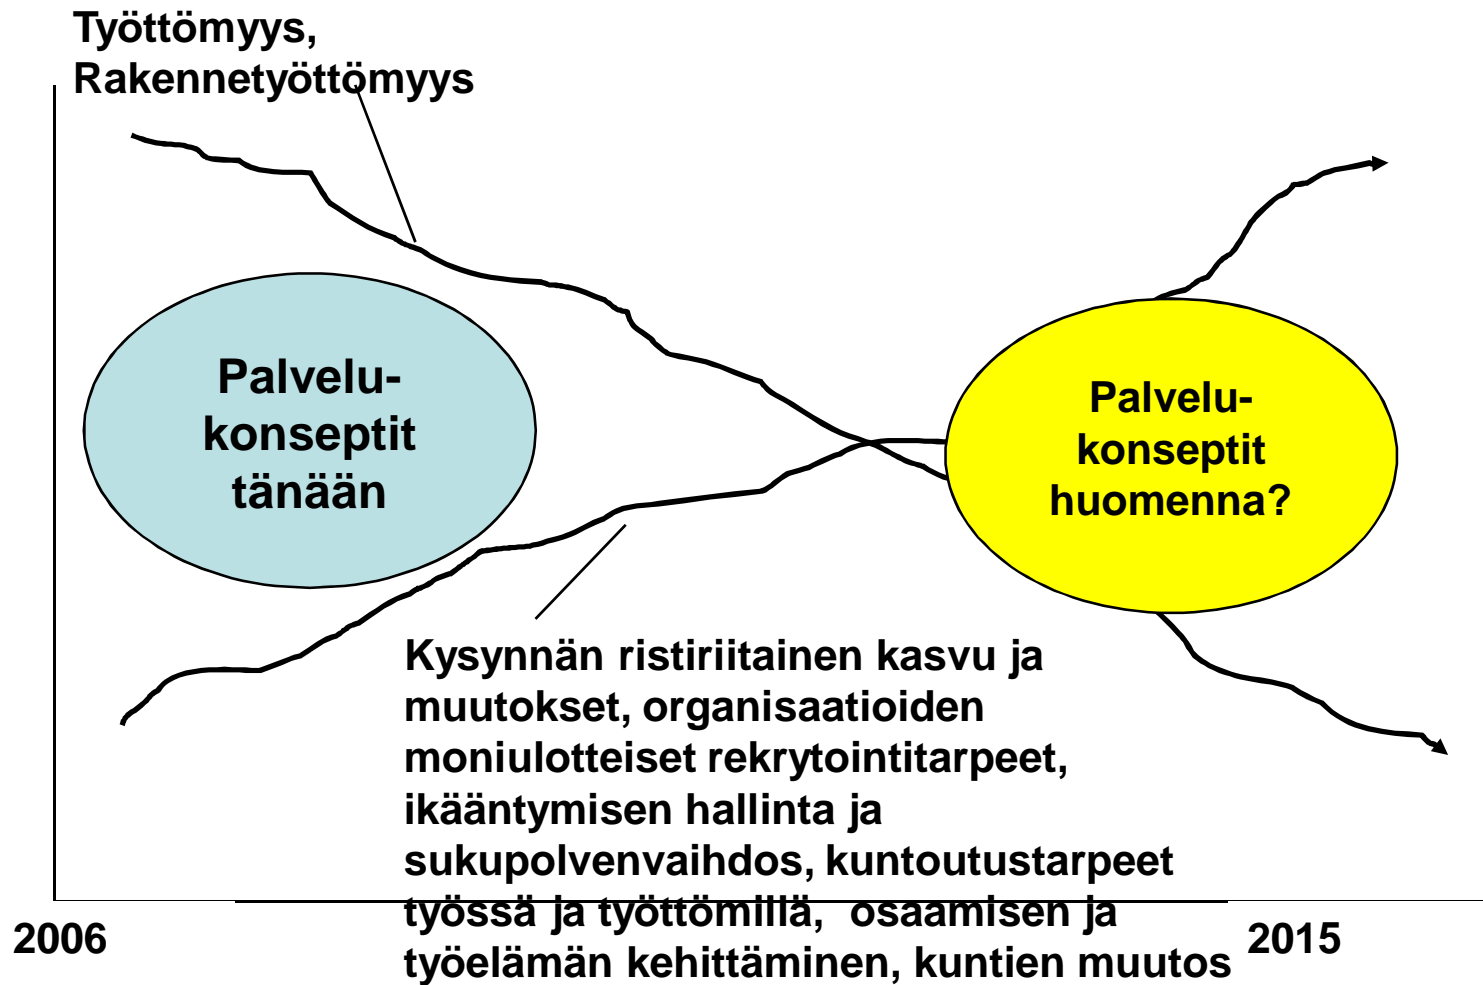 Työttömyys,
Rakennetyöttömyys
Palvelu-
konseptit
tänään
Palvelu-
konseptit
huomenna?
Kysynnän ristiriitainen kasvu ja
muutokset, organisaatioiden
moniulotteiset rekrytointitarpeet,
ikääntymisen hallinta ja
sukupolvenvaihdos, kuntoutustarpeet
työssä ja työttömillä, osaamisen ja
työelämän kehittäminen, kuntien muutos
2006
2015